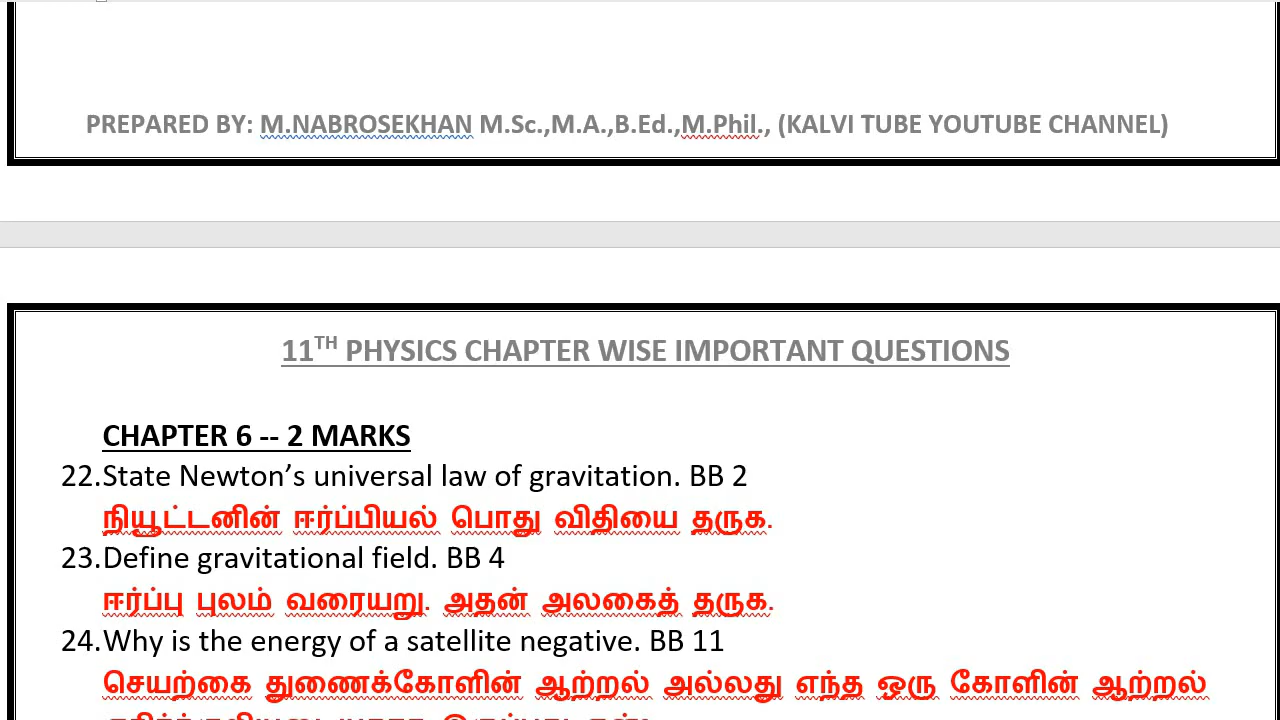 PREPARED BY: M.NABROSEKHAN M.Sc.,M.A.,B.Ed.,M.Phil., (KALVI TUBE YOUTUBE CHANNEL)
11TH PHYSICS CHAPTER WISE IMPORTANT QUESTIONS
CHAPTER 6 -- 2 MARKS
22.State Newton’s universal law of gravitation. BB 2
நியூட்டனின் ஈர்ப்பியல் பொது விதியை தருக.
23.Define gravitational field. BB 4
ஈர்ப்பு புலம் வரையறு. அதன் அலகைத் தருக.
24.Why is the energy of a satellite negative. BB 11
செயற்கை துணைக்கோளின் ஆற்றல் அல்லது எந்த ஒரு கோளின் ஆற்றல்